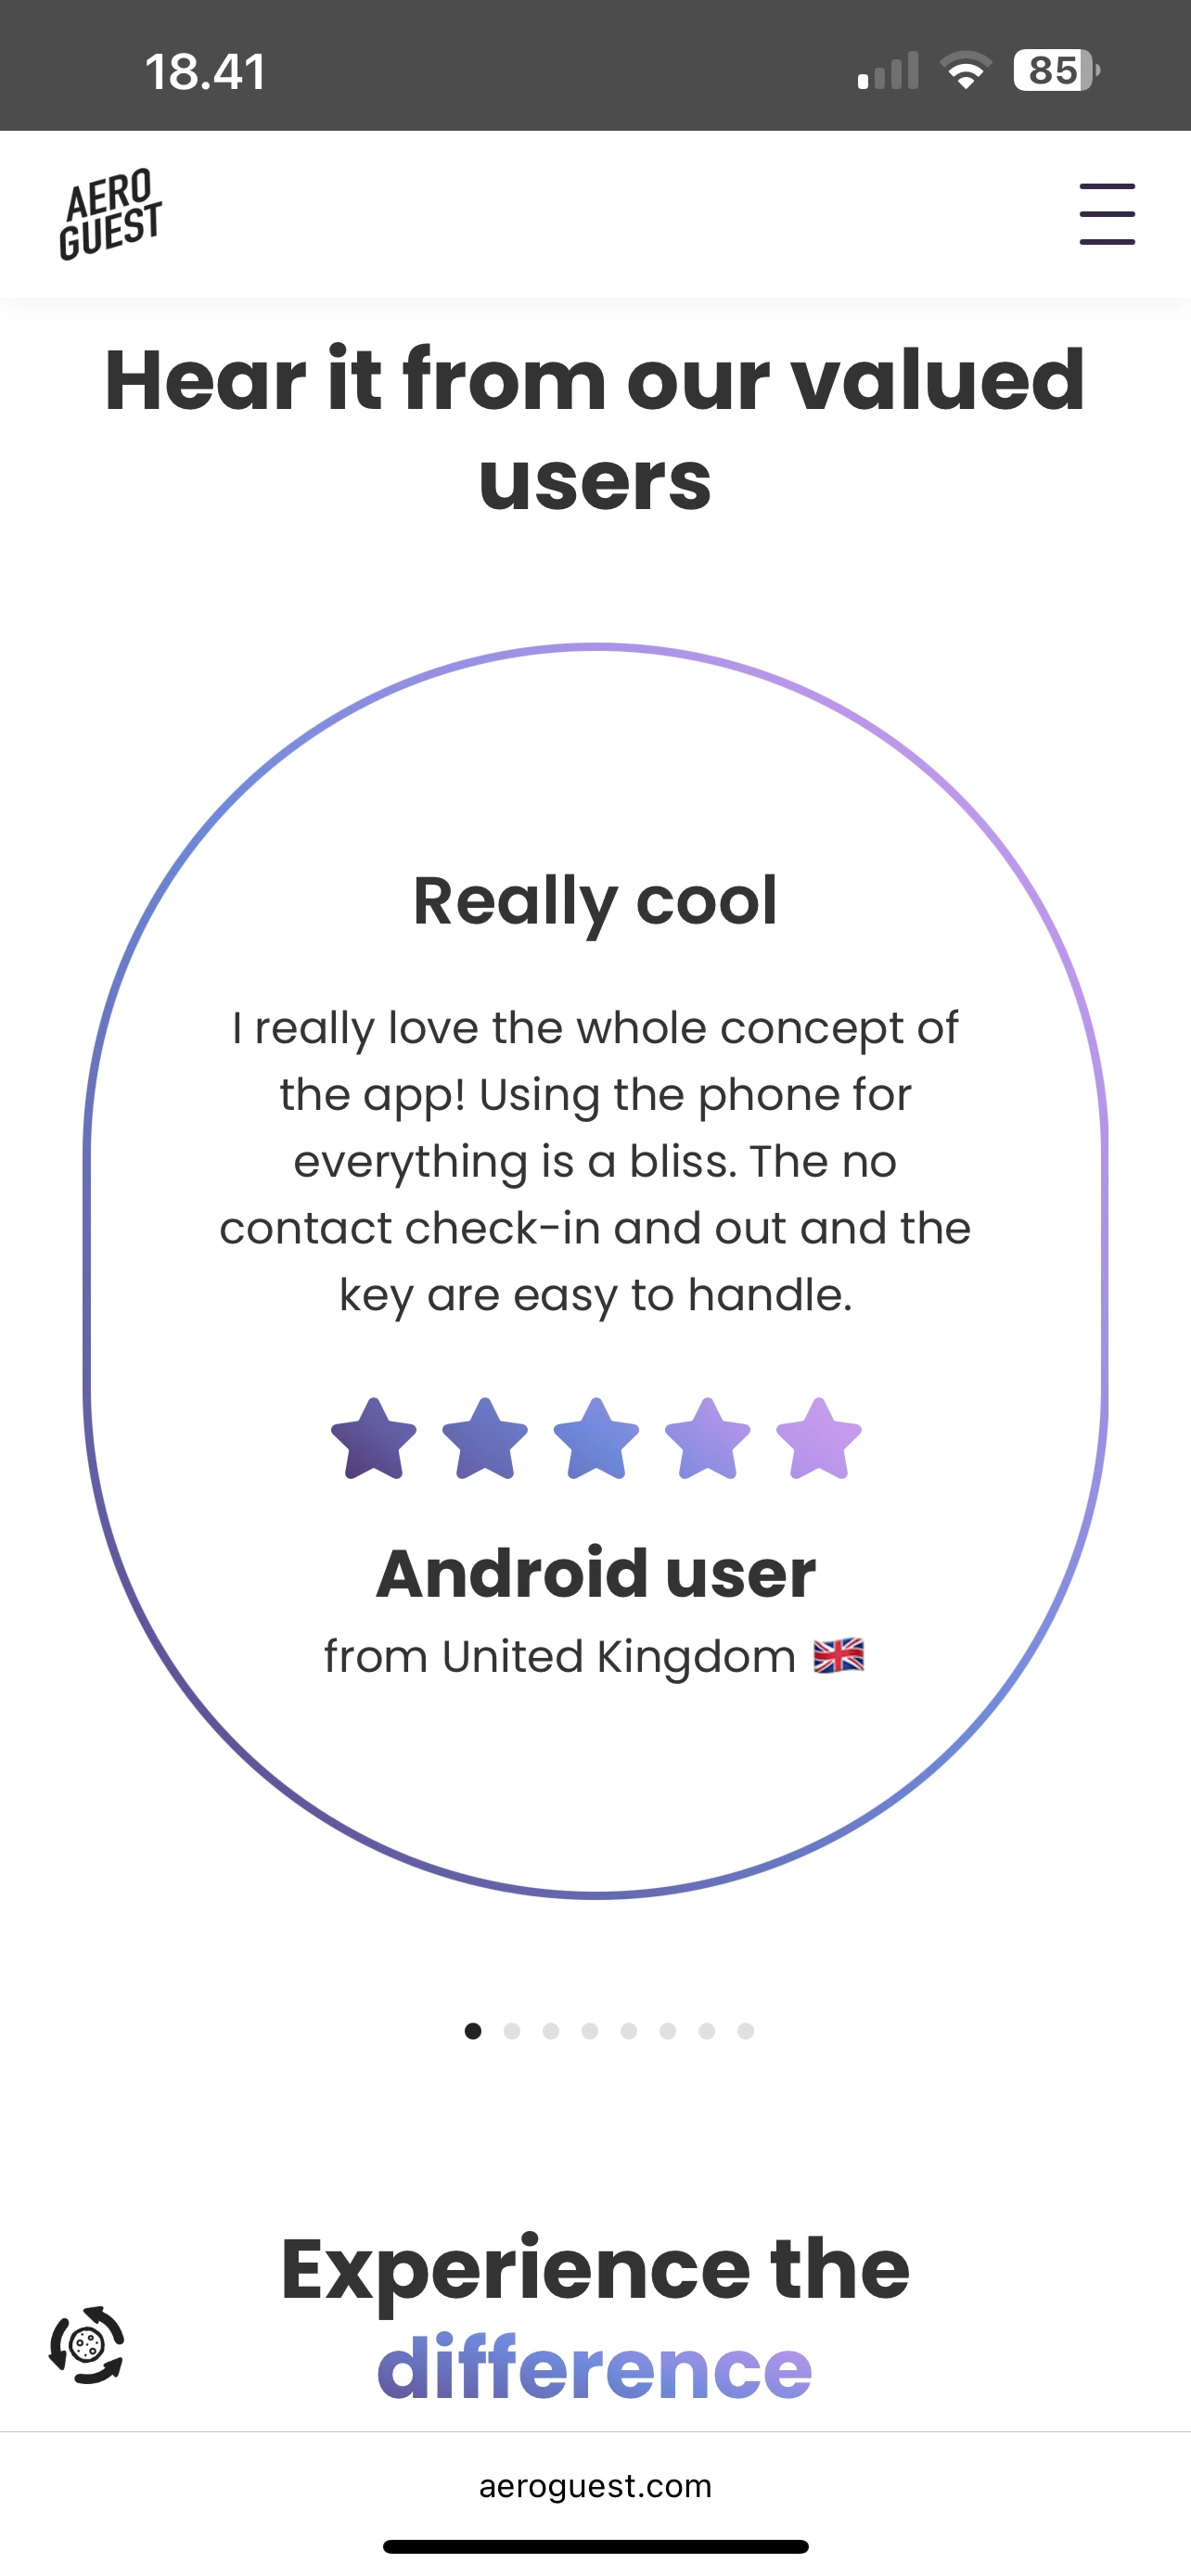 18.41
85
AERO
GUEST
Hear it from our valued
users
Really cool
I really love the whole concept of
the app! Using the phone for
everything is a bliss. The no
contact check-in and out and the
key are easy to handle.
Android user
from United Kingdom 🇬🇧
Experience the
difference
aeroguest.com